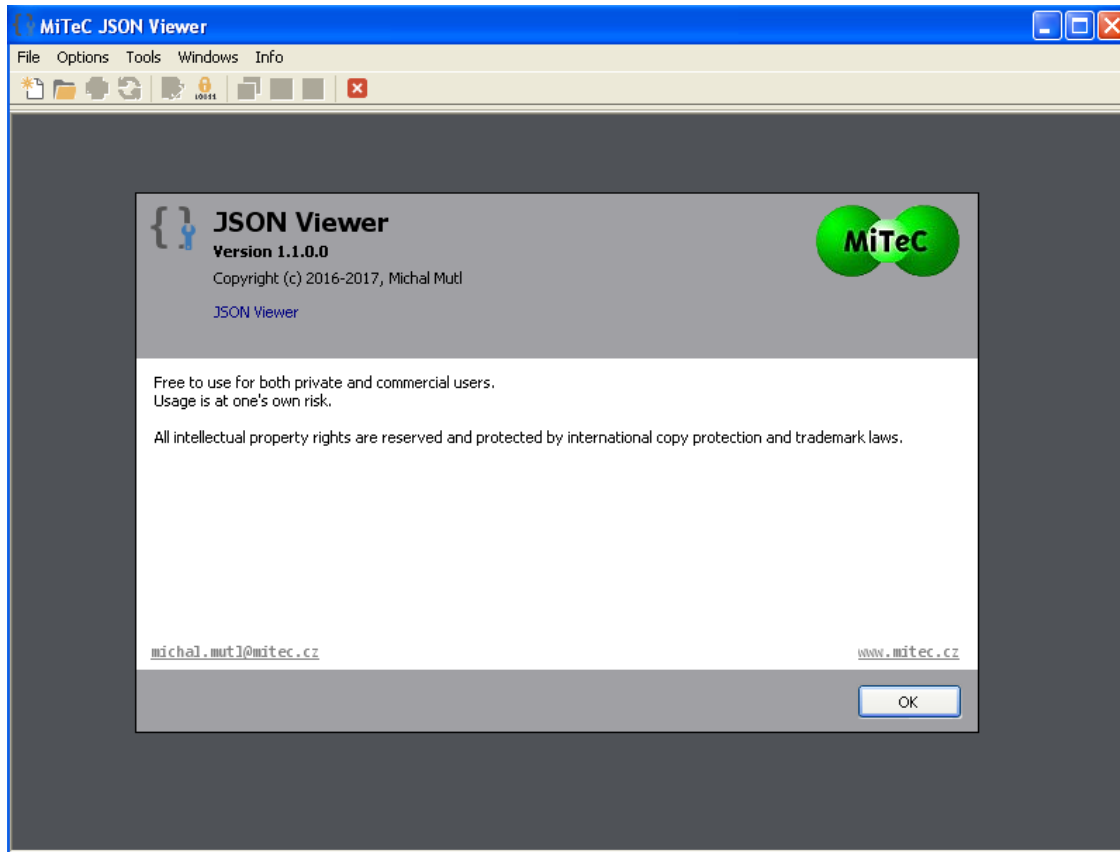 MiTeC JSON Viewer
File Options Tools Windows Info
10011
JSON Viewer
MiTeC
Version 1.1.0.0
Copyright (c) 2016-2017, Michal Mutl
JSON Viewer
Free to use for both private and commercial users.
Usage is at one's own risk.
All intellectual property rights are reserved and protected by international copy protection and trademark laws.
michal.mutl@mitec.cz
www.mitec.cz
OK